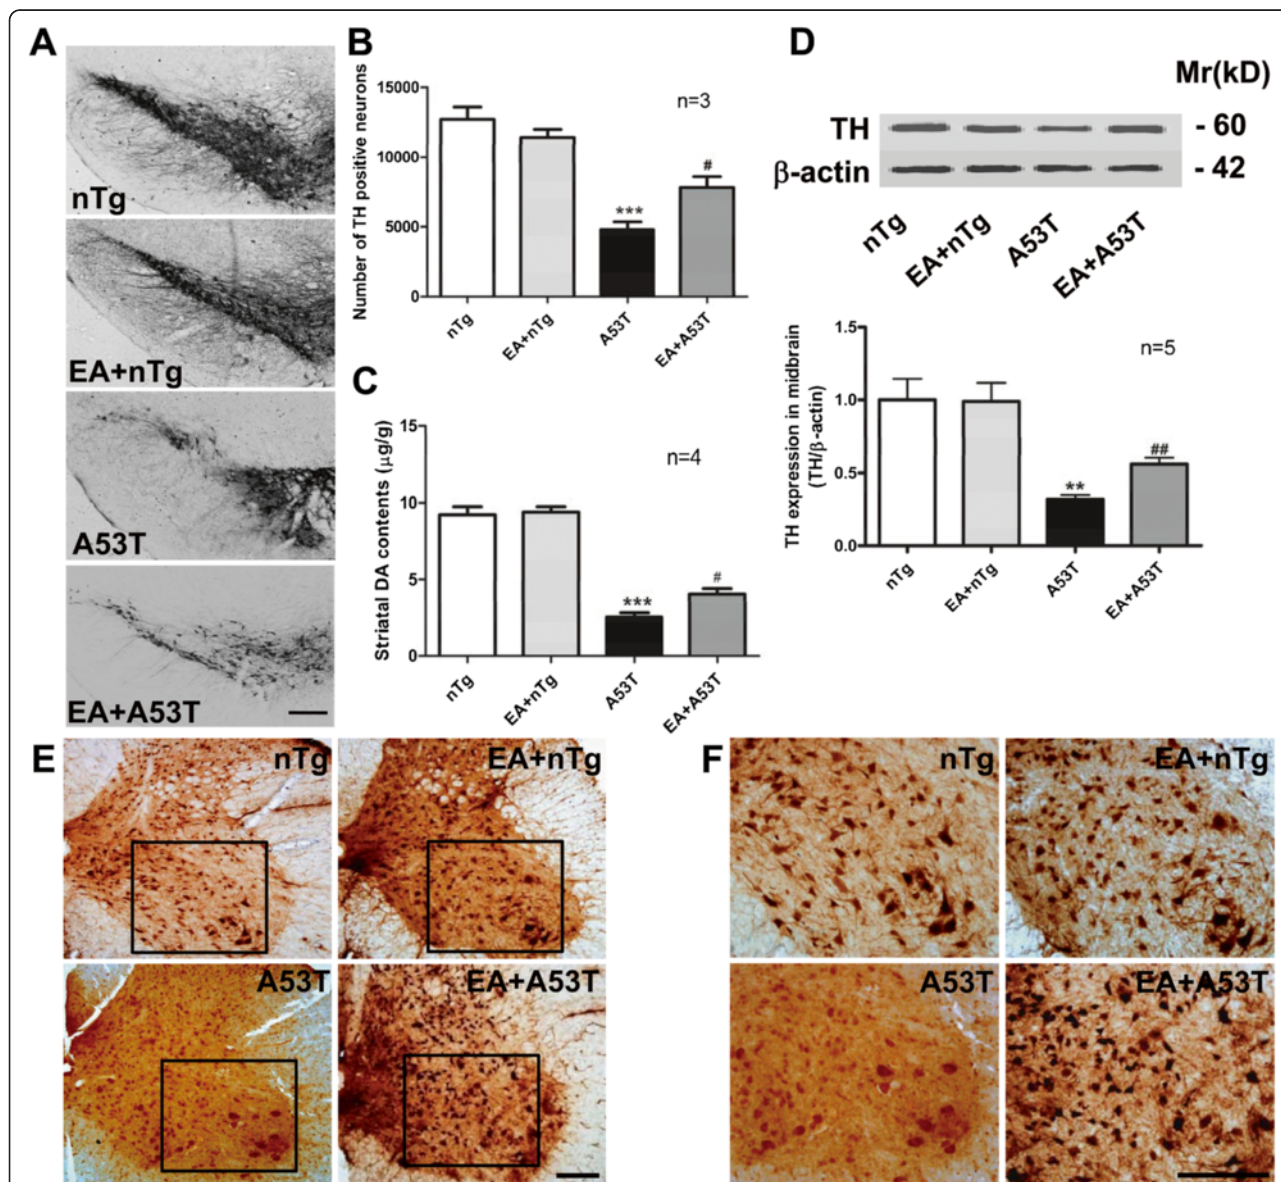 A
nTg
EA+nTg
A53T
EA+A53T
B
Number of TH positive neurons
15000
10000
5000
0
n=3
***
#
nTg
EA+nTg
A53T
EA+A53T
C
Striatal DA contents (μg/g)
15
10
5
0
n=4
***
#
nTg
EA+nTg
A53T
EA+A53T
D
Mr(kD)
TH
- 60
β-actin
- 42
nTg
EA+nTg
A53T
EA+A53T
TH expression in midbrain
(TH/β-actin)
1.5
1.0
0.5
0.0
n=5
**
##
nTg
EA+nTg
A53T
EA+A53T
E
nTg
EA+nTg
A53T
EA+A53T
F
nTg
EA+nTg
A53T
EA+A53T